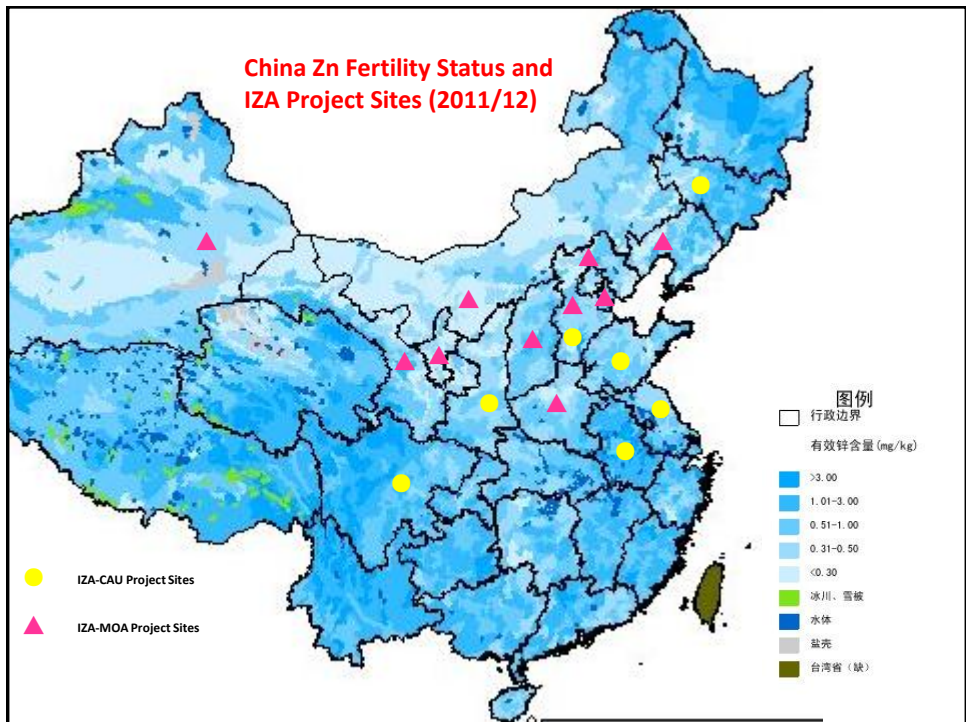 China Zn Fertility Status and
IZA Project Sites (2011/12)
图例
行政边界
有效锌含量(mg/kg)
>3.00
1.01-3.00
0.51-1.00
0.31-0.50
<0.30
冰川、雪被
水体
盐壳
台湾省（缺）
IZA-CAU Project Sites
IZA-MOA Project Sites